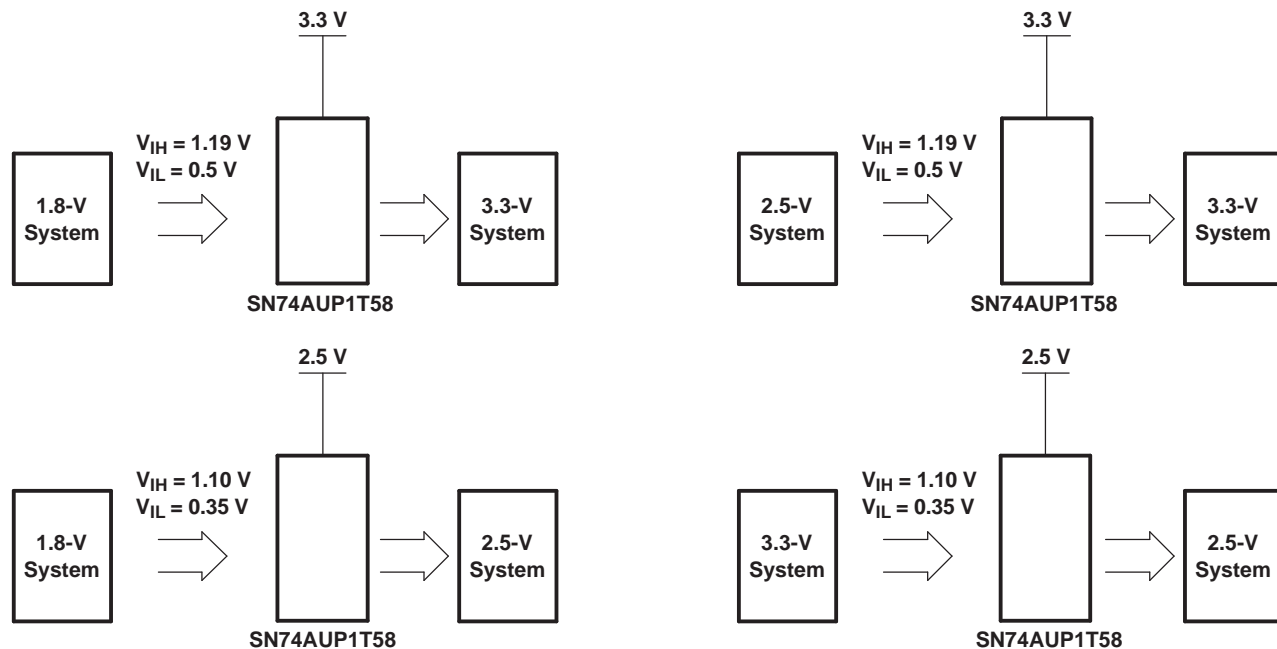 3.3 V
V_IH = 1.19 V
V_IL = 0.5 V
1.8-V
System
3.3-V
System
SN74AUP1T58
3.3 V
V_IH = 1.19 V
V_IL = 0.5 V
2.5-V
System
3.3-V
System
SN74AUP1T58
2.5 V
V_IH = 1.10 V
V_IL = 0.35 V
1.8-V
System
2.5-V
System
SN74AUP1T58
2.5 V
V_IH = 1.10 V
V_IL = 0.35 V
3.3-V
System
2.5-V
System
SN74AUP1T58